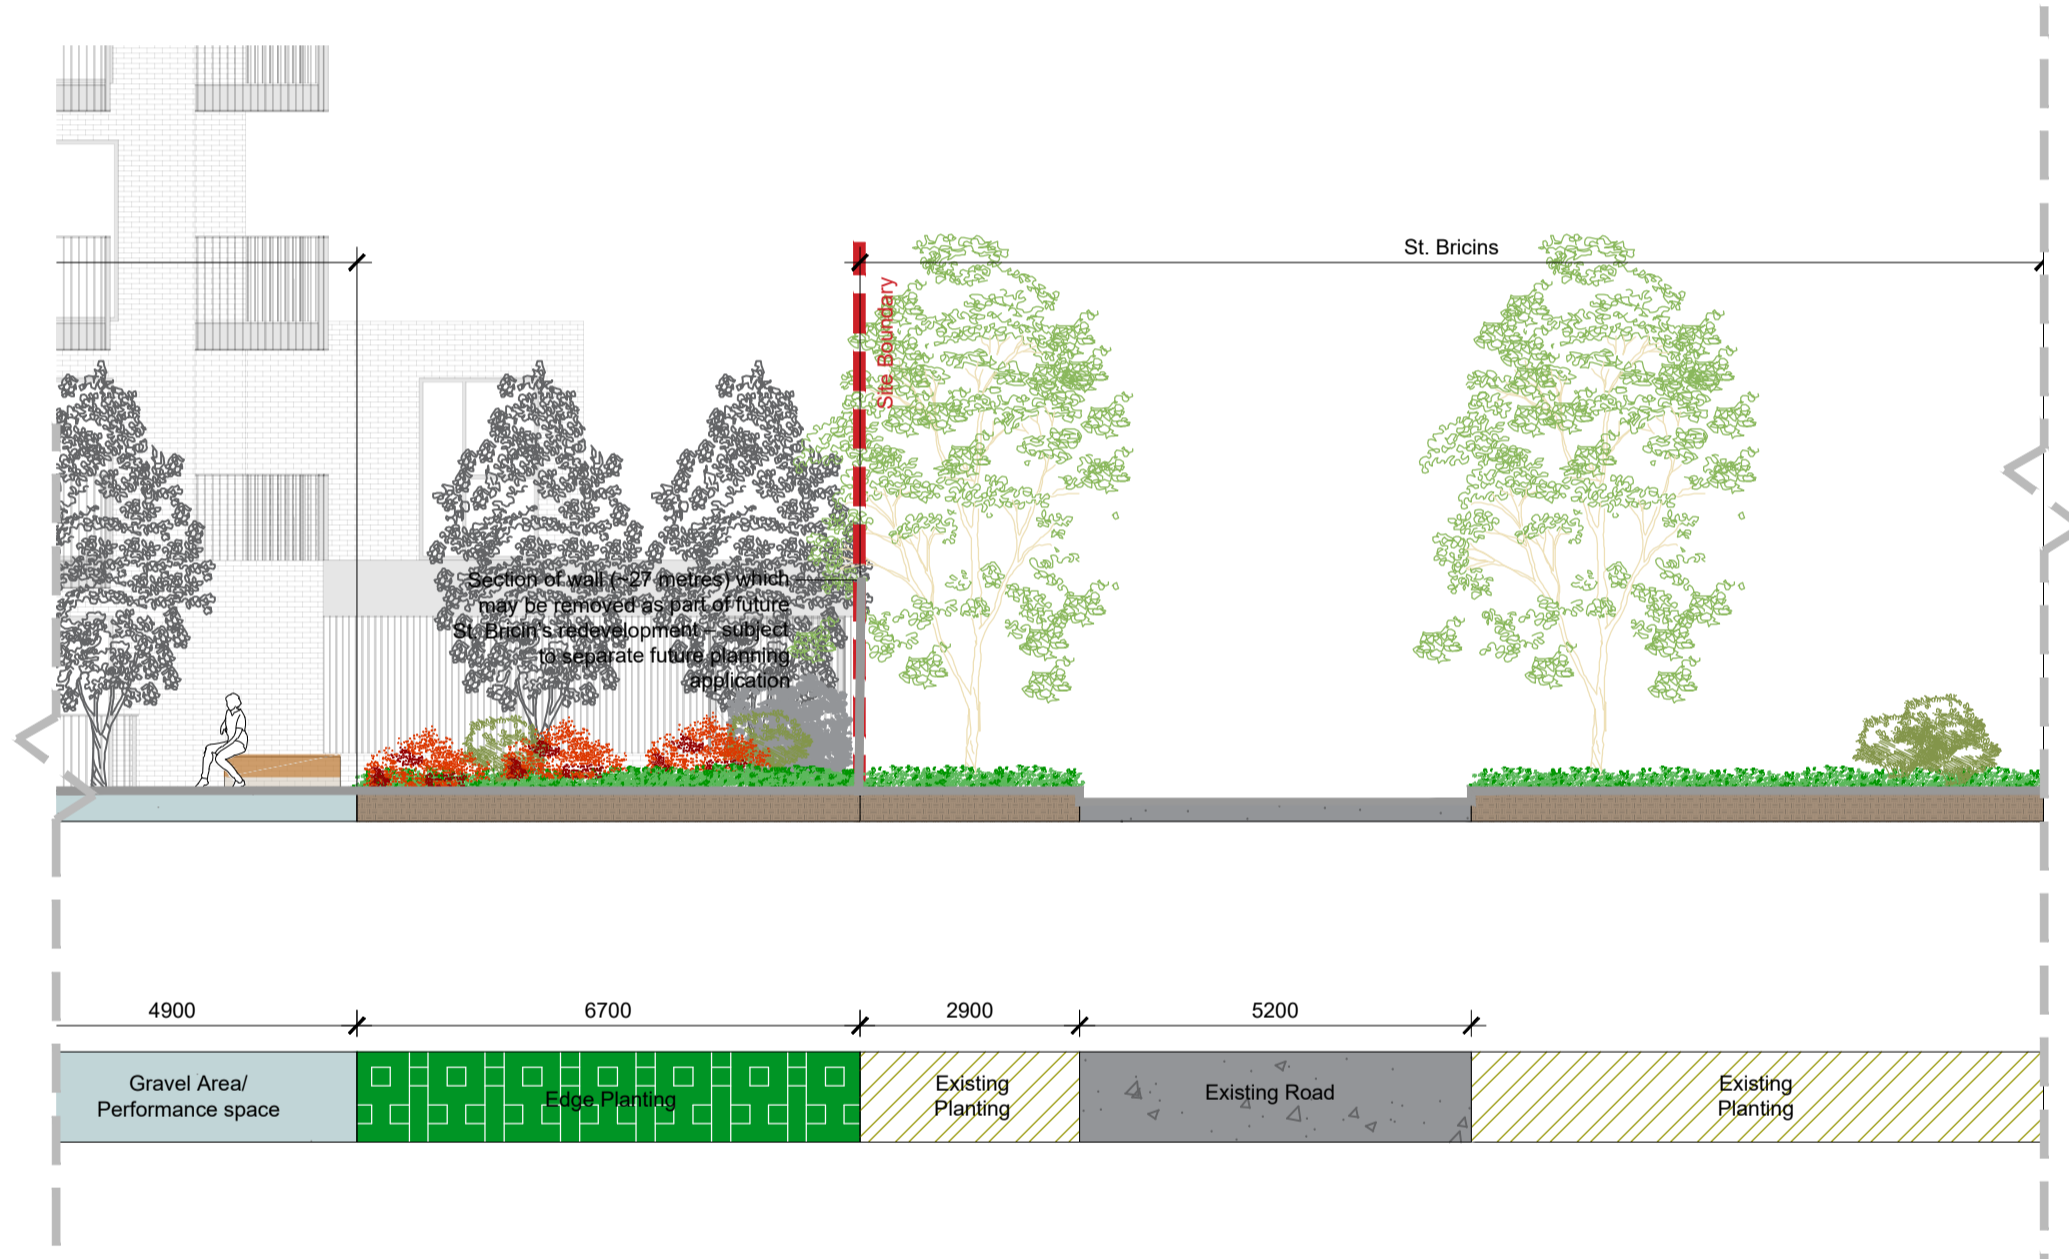 St. Bricins
Site Boundary
Section of wall (~27 metres) which
may be removed as part of future
St. Bricin's redevelopment – subject
to separate future planning
application
4900
6700
2900
5200
Gravel Area/
Performance space
Edge Planting
Existing
Planting
Existing Road
Existing
Planting